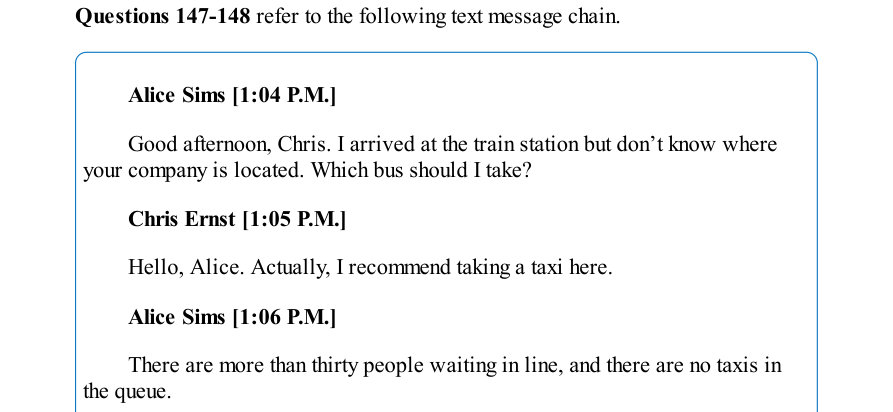 Questions 147-148 refer to the following text message chain.
Alice Sims [1:04 P.M.]
Good afternoon, Chris. I arrived at the train station but don’t know where
your company is located. Which bus should I take?
Chris Ernst [1:05 P.M.]
Hello, Alice. Actually, I recommend taking a taxi here.
Alice Sims [1:06 P.M.]
There are more than thirty people waiting in line, and there are no taxis in
the queue.